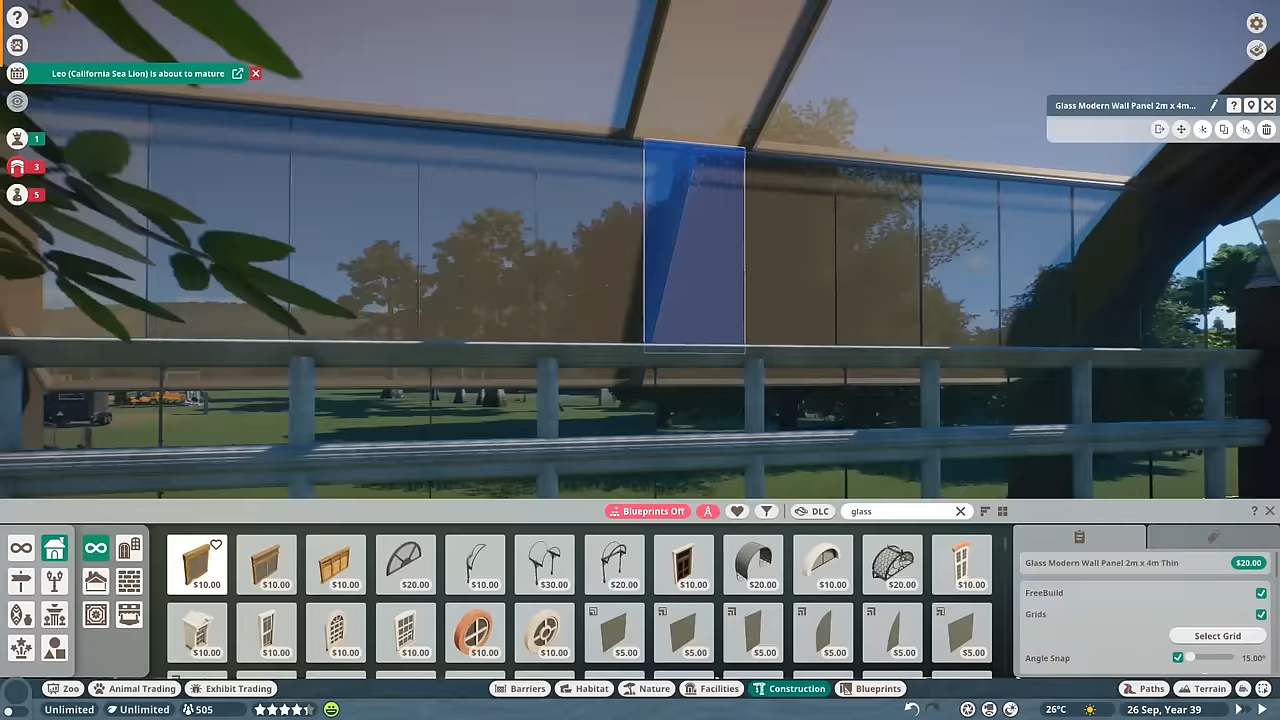 Leo (California Sea Lion) is about to mature
1
3
5
Glass Modern Wall Panel 2m x 4m...
?
Blueprints Off
DLC
glass
?
$10.00 $10.00 $10.00 $20.00 $10.00 $30.00 $20.00 $10.00 $20.00 $10.00 $20.00 $10.00
$10.00 $10.00 $10.00 $10.00 $10.00 $10.00 $5.00 $5.00 $5.00 $5.00 $5.00 $5.00
Glass Modern Wall Panel 2m x 4m Thin $20.00
FreeBuild
Grids
Select Grid
Angle Snap 15.00°
Zoo Animal Trading Exhibit Trading Barriers Habitat Nature Facilities Construction Blueprints Paths Terrain
Unlimited Unlimited 505 26°C 26 Sep, Year 39